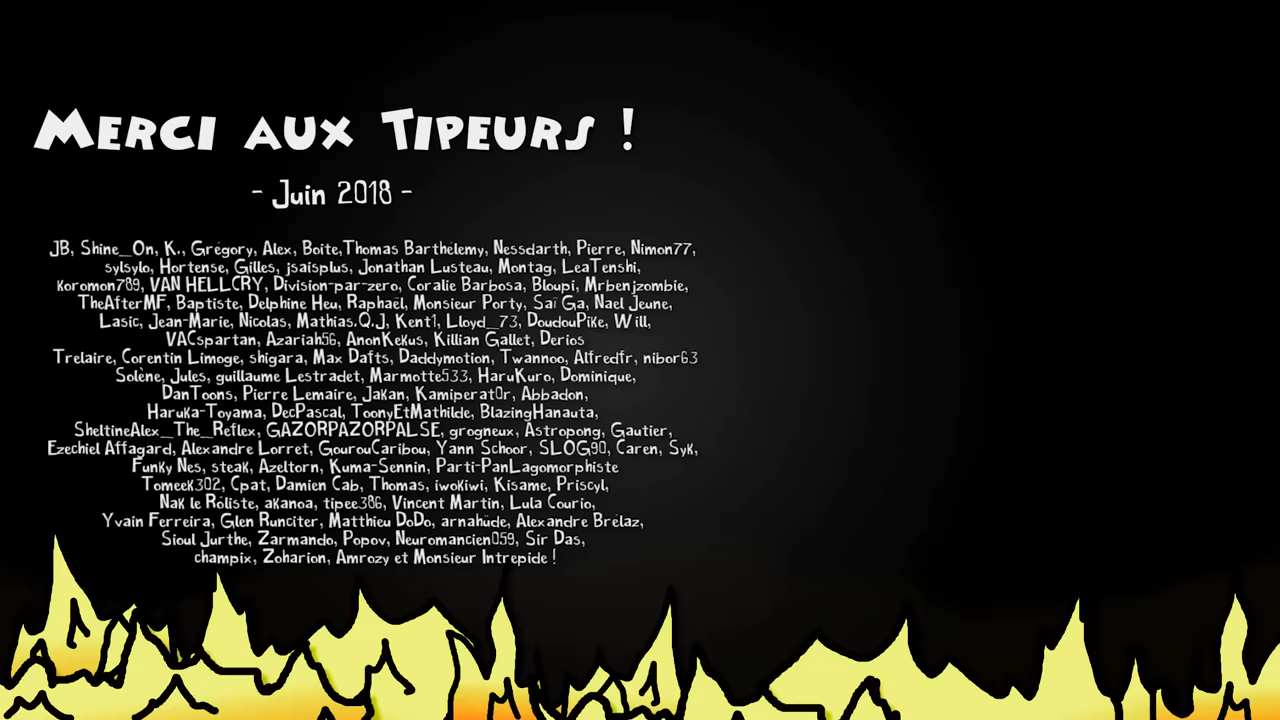 Merci aux Tipeurs !
- Juin 2018 -
JB, Shine_On, K., Grégory, Alex, Boite,Thomas Barthélemy, Nessdarth, Pierre, Nimon77,
sylsylo, Hortense, Gilles, jsaisplus, Jonathan Lusteau, Montag, LeaTenshi,
Koromon789, VAN HELLCRY, Division-par-zero, Coralie Barbosa, Bloupi, Mrbenjzombie,
TheAfterMF, Baptiste, Delphine Heu, Raphaël, Monsieur Porty, Saï Ga, Nael Jeune,
Lasic, Jean-Marie, Nicolas, Mathias.Q.J, Kent1, Lloyd_73, DoudouPike, Will,
VACspartan, Azariah56, AnonKekus, Killian Gallet, Derios
Trelaire, Corentin Limoge, shigara, Max Dafts, Daddymotion, Twannoo, Alfredfr, nibor63
Solène, Jules, guillaume Lestradet, Marmotte533, HaruKuro, Dominique,
DanToons, Pierre Lemaire, Jakan, Kamiperat0r, Abbadon,
Haruka-Toyama, DecPascal, ToonyEtMathilde, BlazingHanauta,
SheltineAlex_The_Reflex, GAZORPAZORPALSE, grogneux, Astropong, Gautier,
Ezechiel Affagard, Alexandre Lorret, GourouCaribou, Yann Schoor, SLOG90, Caren, Syk,
Funky Nes, steak, Azeltorn, Kuma-Sennin, Parti-PanLagomorphiste
Tomeek302, Cpat, Damien Cab, Thomas, iwokiwi, Kisame, Priscyl,
Nak le Rôliste, akanoa, tipee386, Vincent Martin, Lula Courio,
Yvain Ferreira, Glen Runciter, Matthieu DoDo, arnahüde, Alexandre Brélaz,
Sioul Jurthe, Zarmando, Popov, Neuromancien059, Sir Das,
champix, Zoharion, Amrozy et Monsieur Intrepide !